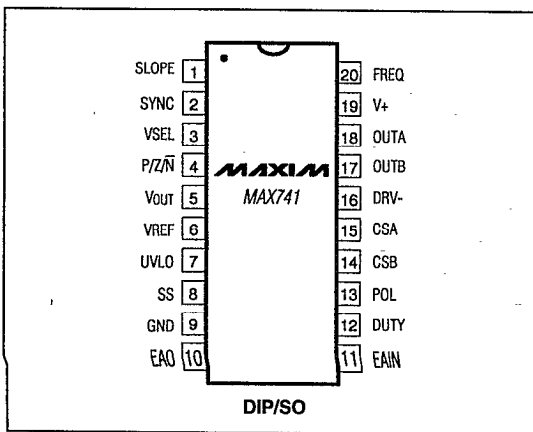 SLOPE 1
SYNC 2
VSEL 3
P/Z/N̅ 4
VOUT 5
VREF 6
UVLO 7
SS 8
GND 9
EAO 10
20 FREQ
19 V+
18 OUTA
17 OUTB
16 DRV-
15 CSA
14 CSB
13 POL
12 DUTY
11 EAIN
MAXIM
MAX741
DIP/SO